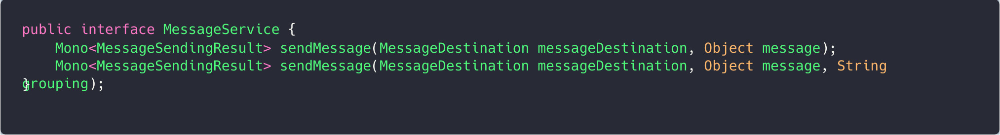 public interface MessageService {
    Mono<MessageSendingResult> sendMessage(MessageDestination messageDestination, Object message);
    Mono<MessageSendingResult> sendMessage(MessageDestination messageDestination, Object message, String
grouping);
}